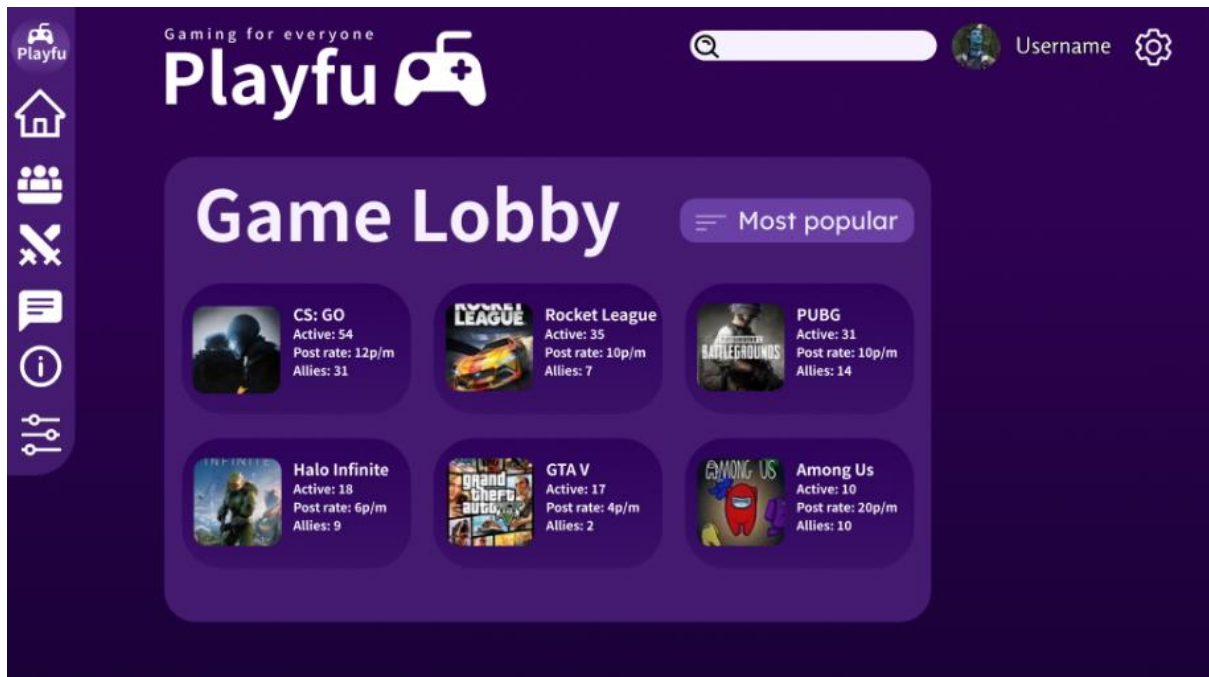 Playfu
Gaming for everyone
Playfu
Username
Game Lobby
Most popular
CS: GO
Active: 54
Post rate: 12p/m
Allies: 31
ROCKET
LEAGUE
Rocket League
Active: 35
Post rate: 10p/m
Allies: 7
BATTLEGROUNDS
PUBG
Active: 31
Post rate: 10p/m
Allies: 14
INFINITE
Halo Infinite
Active: 18
Post rate: 6p/m
Allies: 9
grand
theft
auto
GTA V
Active: 17
Post rate: 4p/m
Allies: 2
AMONG US
Among Us
Active: 10
Post rate: 20p/m
Allies: 10